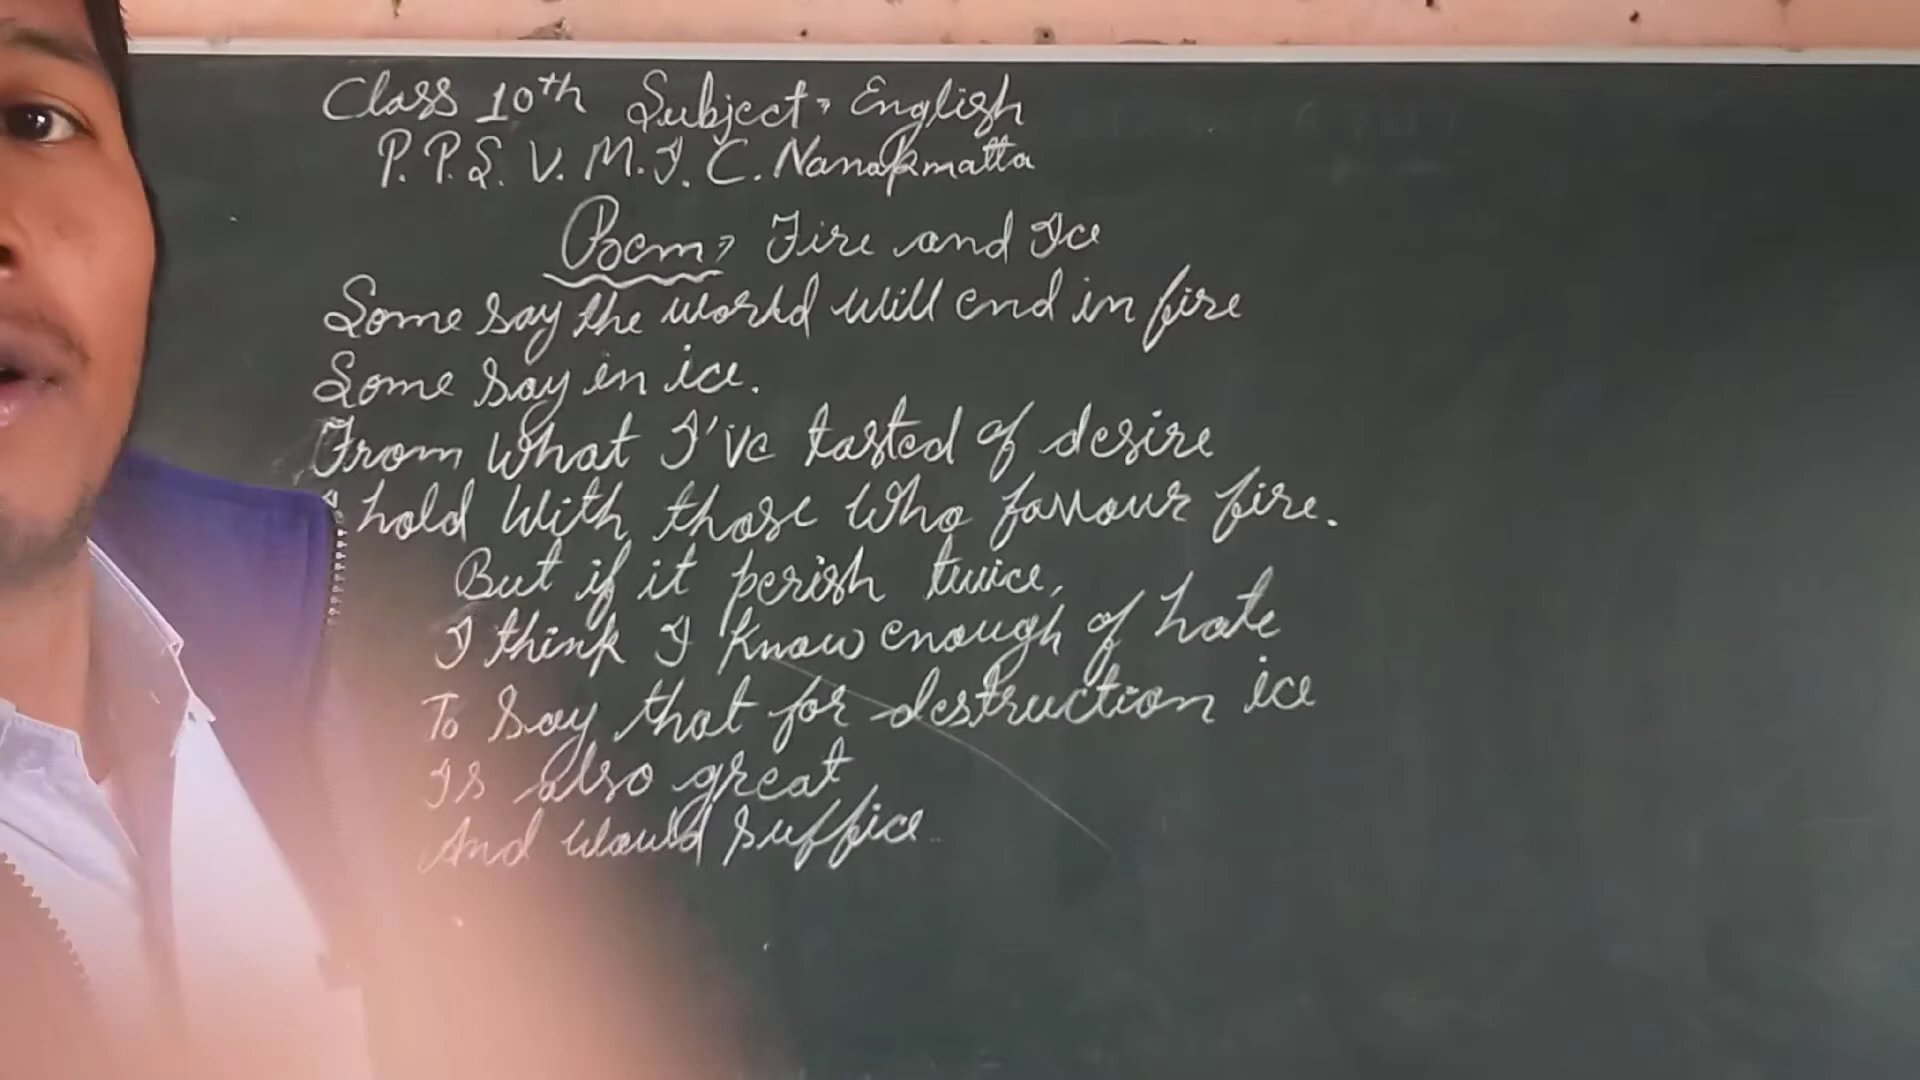 Class 10th Subject→ English
P.P.S.V.M.I.C. Nanakmatta
Poem→ Fire and Ice
Some say the world will end in fire
Some say in ice.
From What I've tasted of desire
I hold With those Who favour fire.
But if it perish twice,
I think I know enough of hate
To Say that for destruction ice
Is also great
And Would suffice